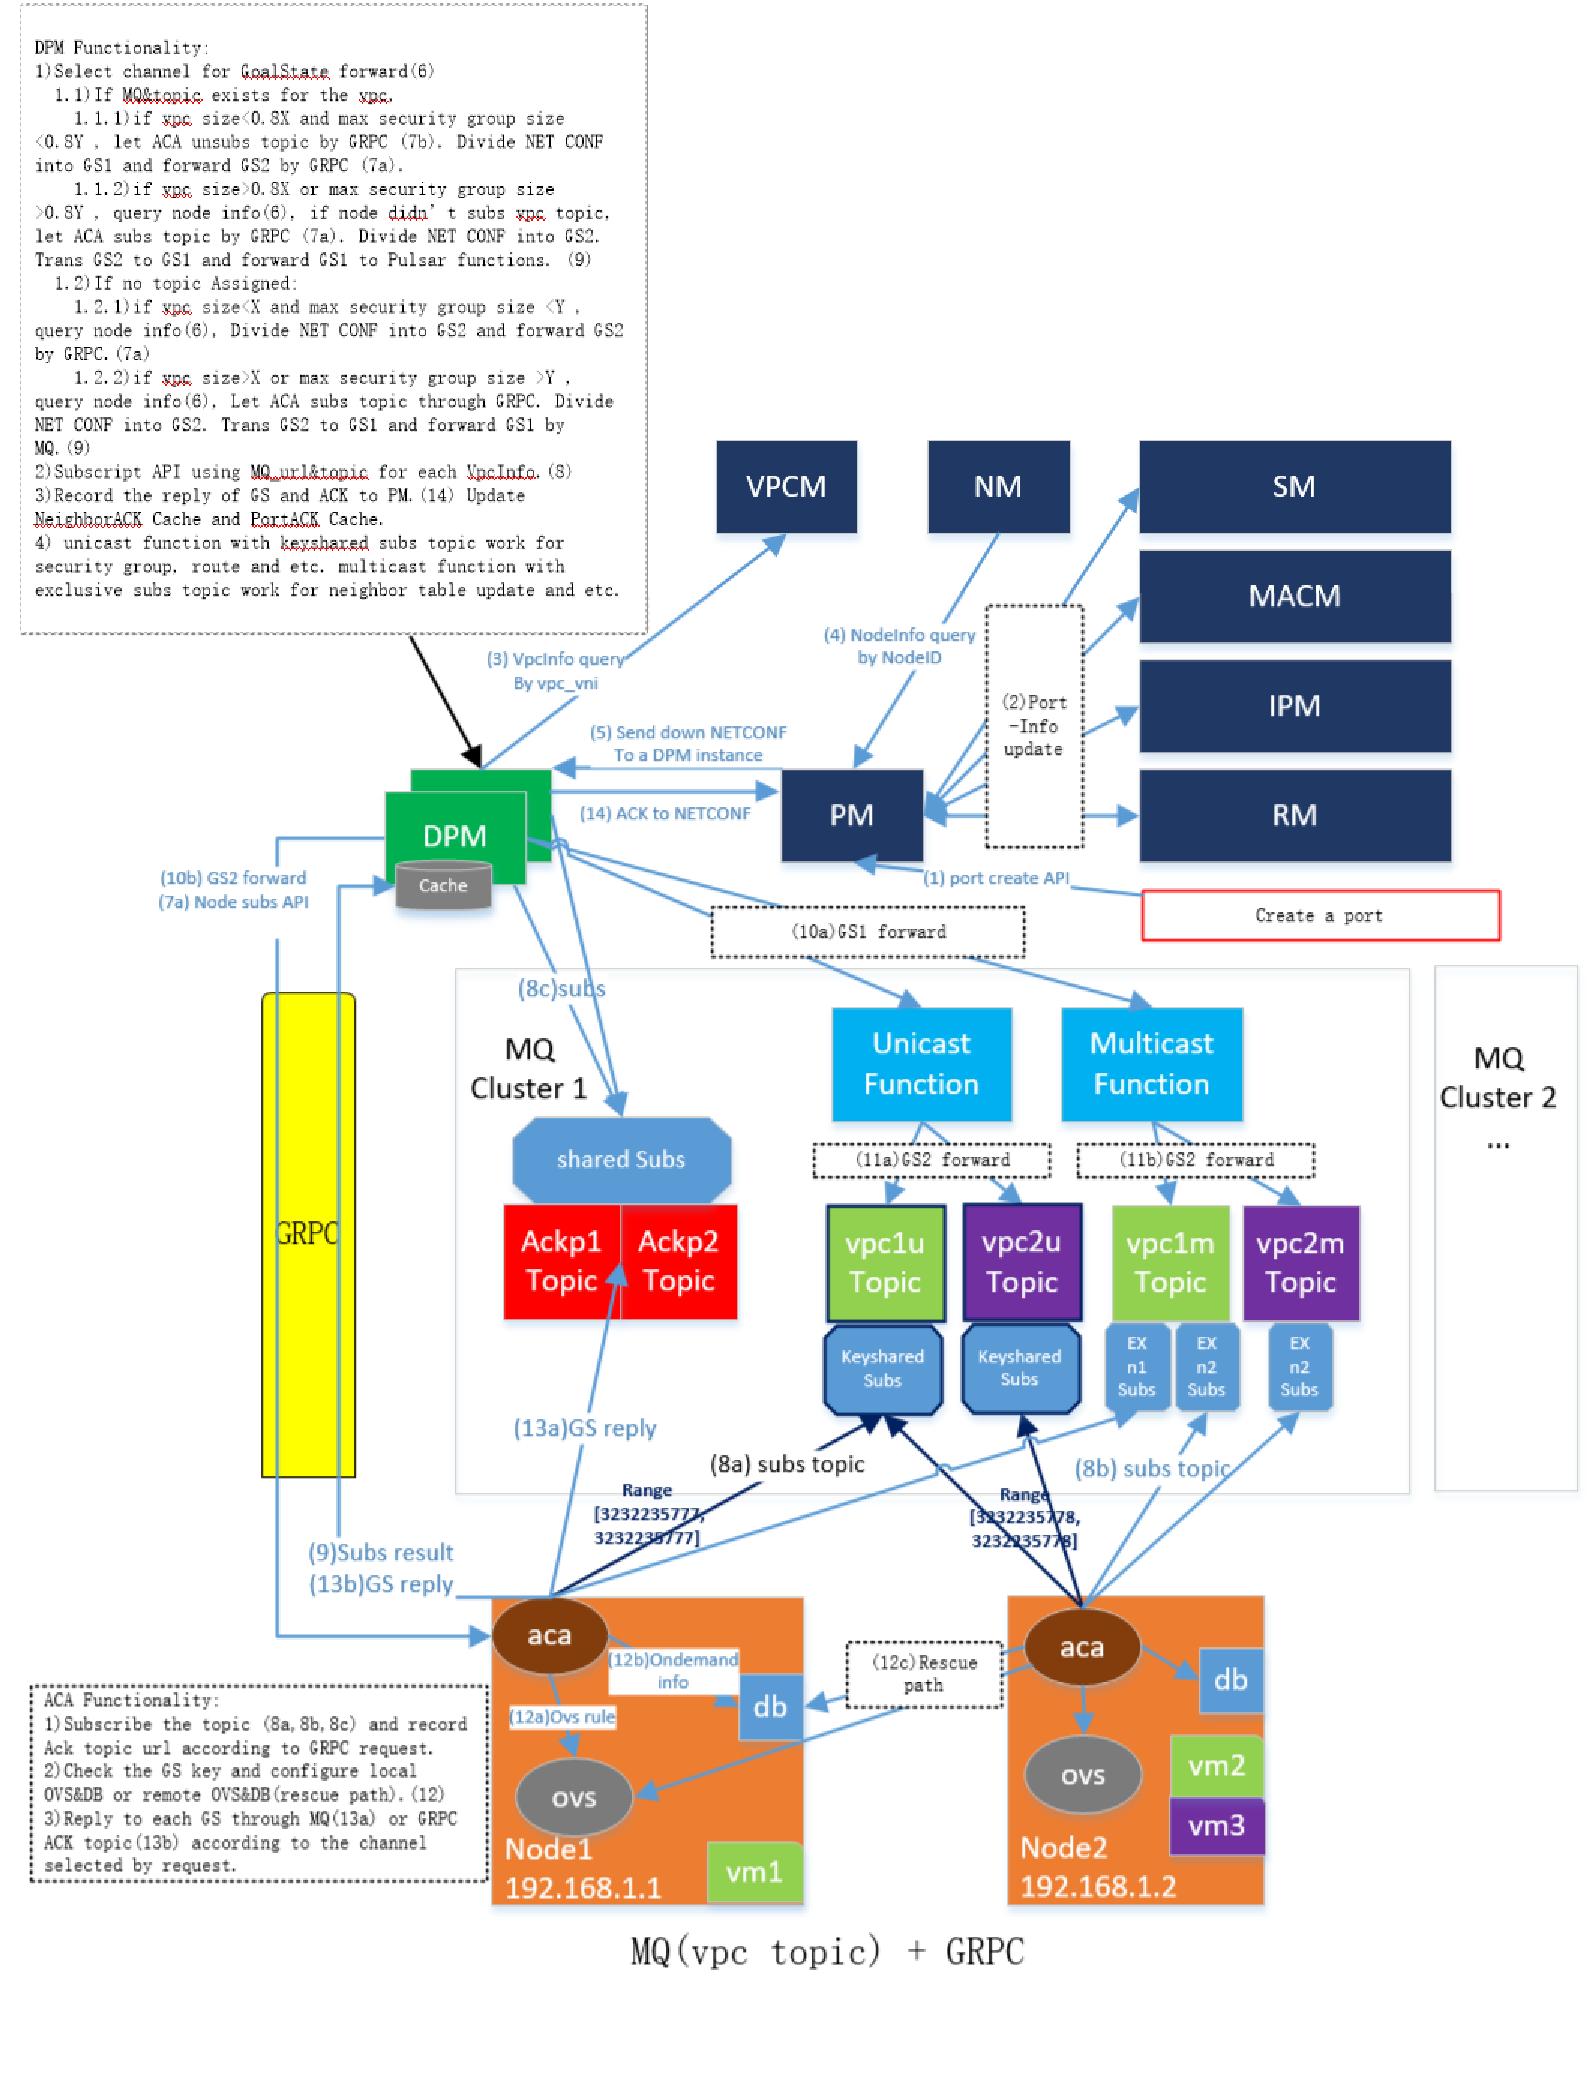 DPM Functionality:
1)Select channel for GoalState forward(6)
1.1)If MQ&topic exists for the vpc.
1.1.1)if vpc size<0.8X and max security group size
<0.8Y , let ACA unsubs topic by GRPC (7b). Divide NET CONF
into GS1 and forward GS2 by GRPC (7a).
1.1.2)if vpc size>0.8X or max security group size
>0.8Y , query node info(6), if node didn't subs vpc topic,
let ACA subs topic by GRPC (7a). Divide NET CONF into GS2.
Trans GS2 to GS1 and forward GS1 to Pulsar functions. (9)
1.2)If no topic Assigned:
1.2.1)if vpc size<X and max security group size <Y ,
query node info(6), Divide NET CONF into GS2 and forward GS2
by GRPC.(7a)
1.2.2)if vpc size>X or max security group size >Y ,
query node info(6), Let ACA subs topic through GRPC. Divide
NET CONF into GS2. Trans GS2 to GS1 and forward GS1 by
MQ.(9)
2)Subscript API using MQ_url&topic for each VpcInfo.(8)
3)Record the reply of GS and ACK to PM.(14) Update
NeighborACK Cache and PortACK Cache.
4) unicast function with keyshared subs topic work for
security group, route and etc. multicast function with
exclusive subs topic work for neighbor table update and etc.
VPCM
NM
SM
MACM
IPM
RM
(3) VpcInfo query
By vpc_vni
(4) NodeInfo query
by NodeID
(2)Port
-Info
update
(5) Send down NETCONF
To a DPM instance
(14) ACK to NETCONF
PM
DPM
Cache
(10b) GS2 forward
(7a) Node subs API
(1) port create API
Create a port
(10a)GS1 forward
(8c)subs
MQ
Cluster 1
Unicast
Function
Multicast
Function
MQ
Cluster 2
...
shared Subs
(11a)GS2 forward
(11b)GS2 forward
GRPC
Ackp1
Topic
Ackp2
Topic
vpc1u
Topic
vpc2u
Topic
vpc1m
Topic
vpc2m
Topic
Keyshared
Subs
Keyshared
Subs
EX
n1
Subs
EX
n2
Subs
EX
n2
Subs
(13a)GS reply
(8a) subs topic
(8b) subs topic
Range
[3232235777,
3232235777]
Range
[3232235778,
3232235778]
(9)Subs result
(13b)GS reply
aca
(12b)Ondemand
info
db
(12a)Ovs rule
ovs
Node1
192.168.1.1
vm1
(12c)Rescue
path
aca
db
ovs
vm2
vm3
Node2
192.168.1.2
ACA Functionality:
1)Subscribe the topic (8a,8b,8c) and record
Ack topic url according to GRPC request.
2)Check the GS key and configure local
OVS&DB or remote OVS&DB(rescue path).(12)
3)Reply to each GS through MQ(13a) or GRPC
ACK topic(13b) according to the channel
selected by request.
MQ(vpc topic) + GRPC